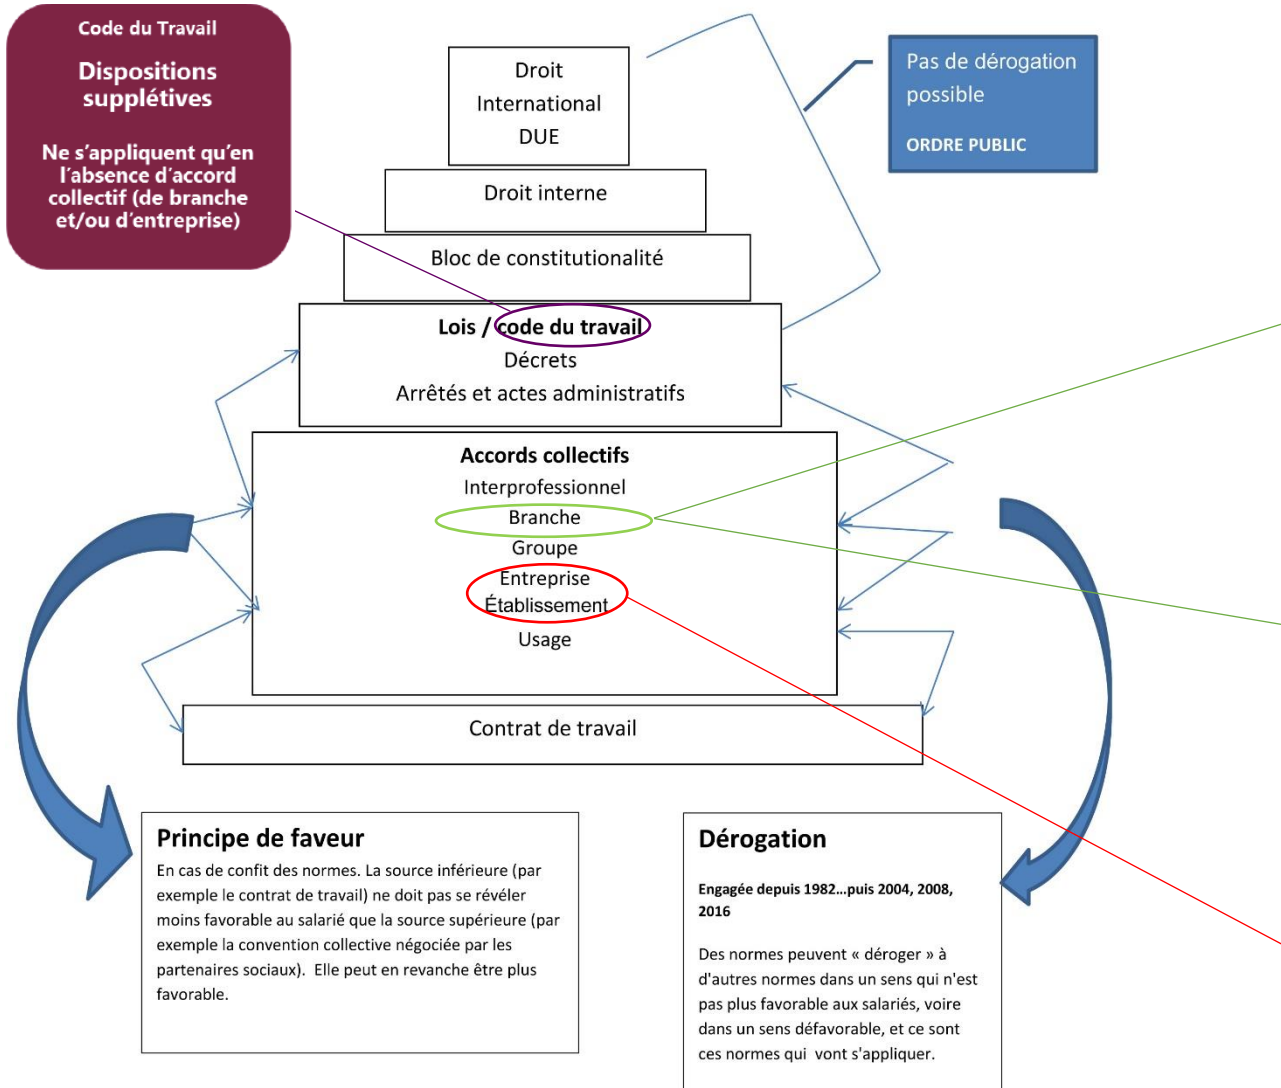 Code du Travail
Dispositions
supplétives
Ne s'appliquent qu'en
l'absence d'accord
collectif (de branche
et/ou d'entreprise)
Droit
International
DUE
Pas de dérogation
possible
ORDRE PUBLIC
Droit interne
Bloc de constitutionalité
Lois / code du travail
Décrets
Arrêtés et actes administratifs
Accords collectifs
Interprofessionnel
Branche
Groupe
Entreprise
Établissement
Usage
Contrat de travail
Principe de faveur
En cas de confit des normes. La source inférieure (par
exemple le contrat de travail) ne doit pas se révéler
moins favorable au salarié que la source supérieure (par
exemple la convention collective négociée par les
partenaires sociaux). Elle peut en revanche être plus
favorable.
Dérogation
Engagée depuis 1982...puis 2004, 2008,
2016
Des normes peuvent « déroger » à
d'autres normes dans un sens qui n'est
pas plus favorable aux salariés, voire
dans un sens défavorable, et ce sont
ces normes qui vont s'appliquer.